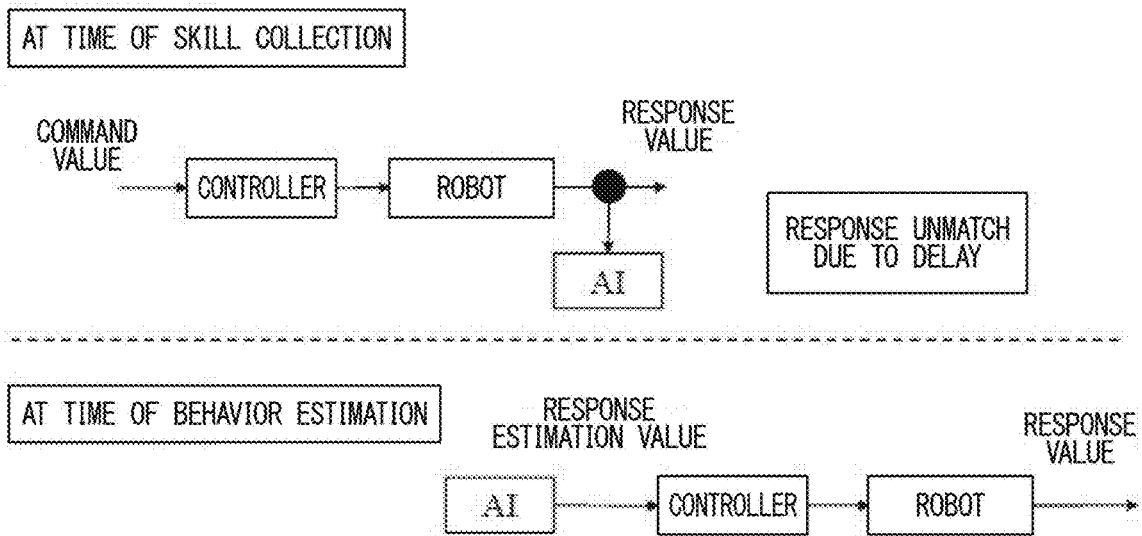 AT TIME OF SKILL COLLECTION
COMMAND
VALUE
CONTROLLER
ROBOT
RESPONSE
VALUE
AI
RESPONSE UNMATCH
DUE TO DELAY
AT TIME OF BEHAVIOR ESTIMATION
RESPONSE
ESTIMATION VALUE
AI
CONTROLLER
ROBOT
RESPONSE
VALUE